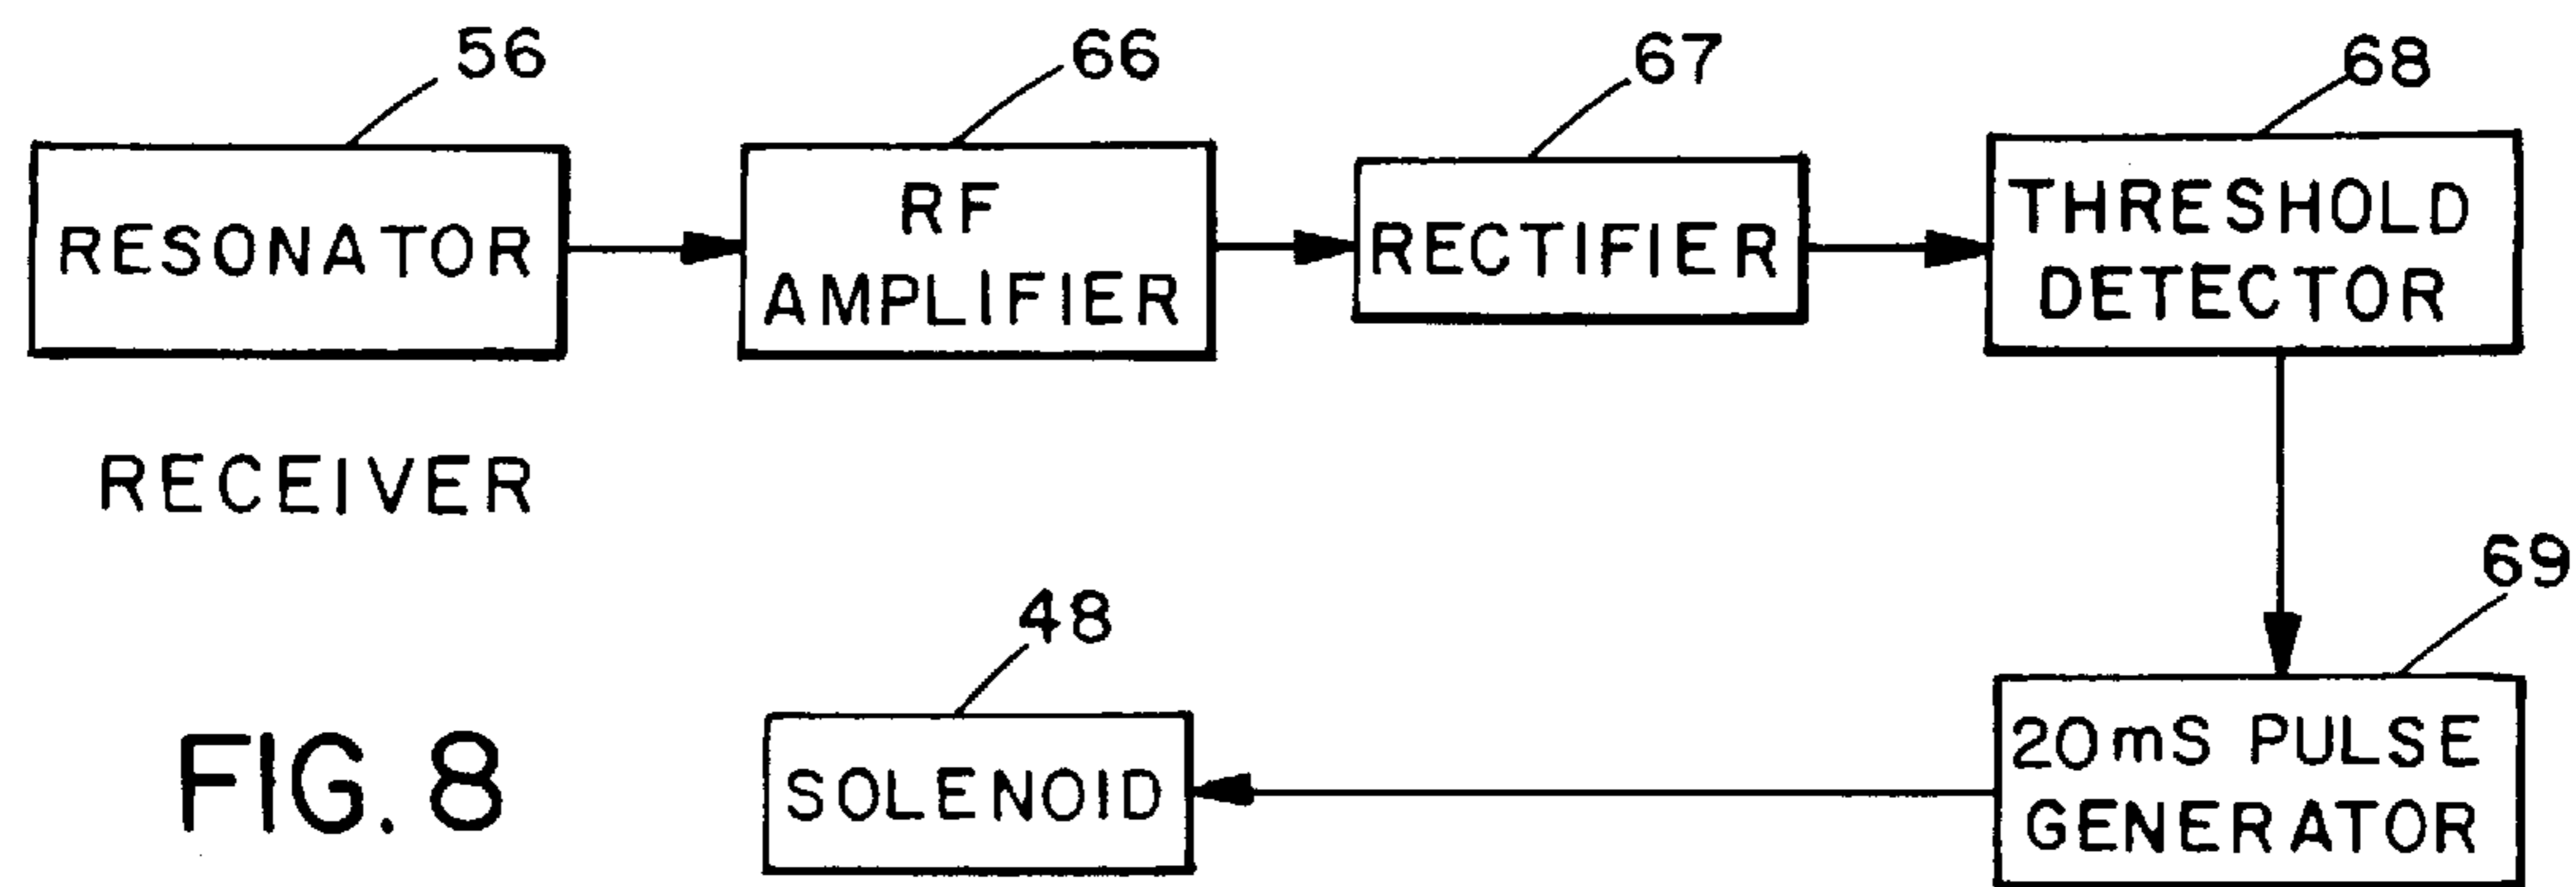 56
66
67
68
RESONATOR
RF
AMPLIFIER
RECTIFIER
THRESHOLD
DETECTOR
RECEIVER
48
69
SOLENOID
20mS PULSE
GENERATOR
FIG. 8